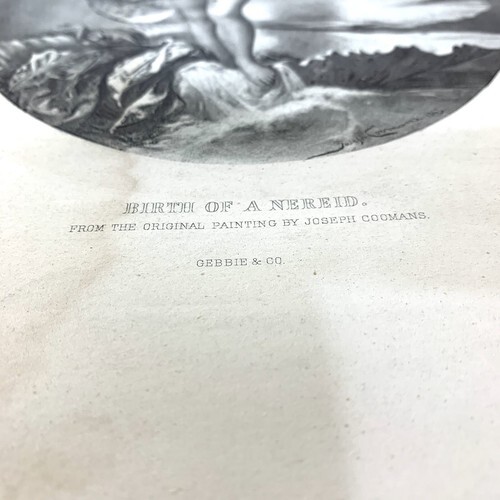 BIRTH OF A NEREID.
FROM THE ORIGINAL PAINTING BY JOSEPH COOMANS.
GEBBIE & CO.